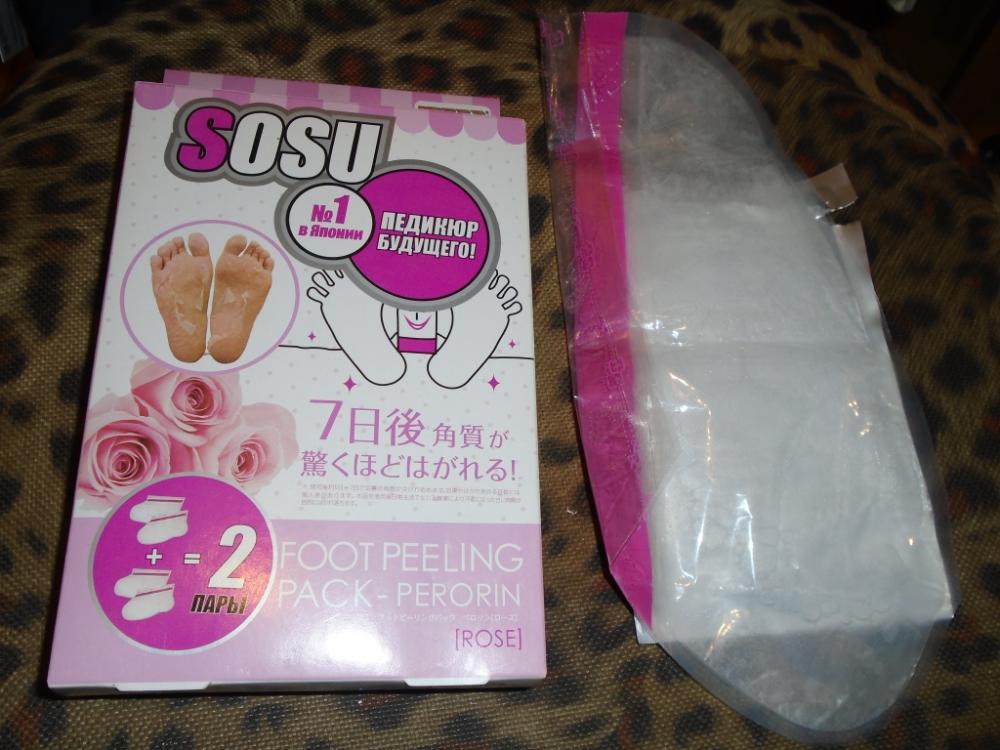 SOSU
№1
в Японии
ПЕДИКЮР
БУДУЩЕГО!
7日後 角質が
驚くほどはがれる!
+ = 2
ПАРЫ
FOOT PEELING
PACK - PERORIN
[ROSE]